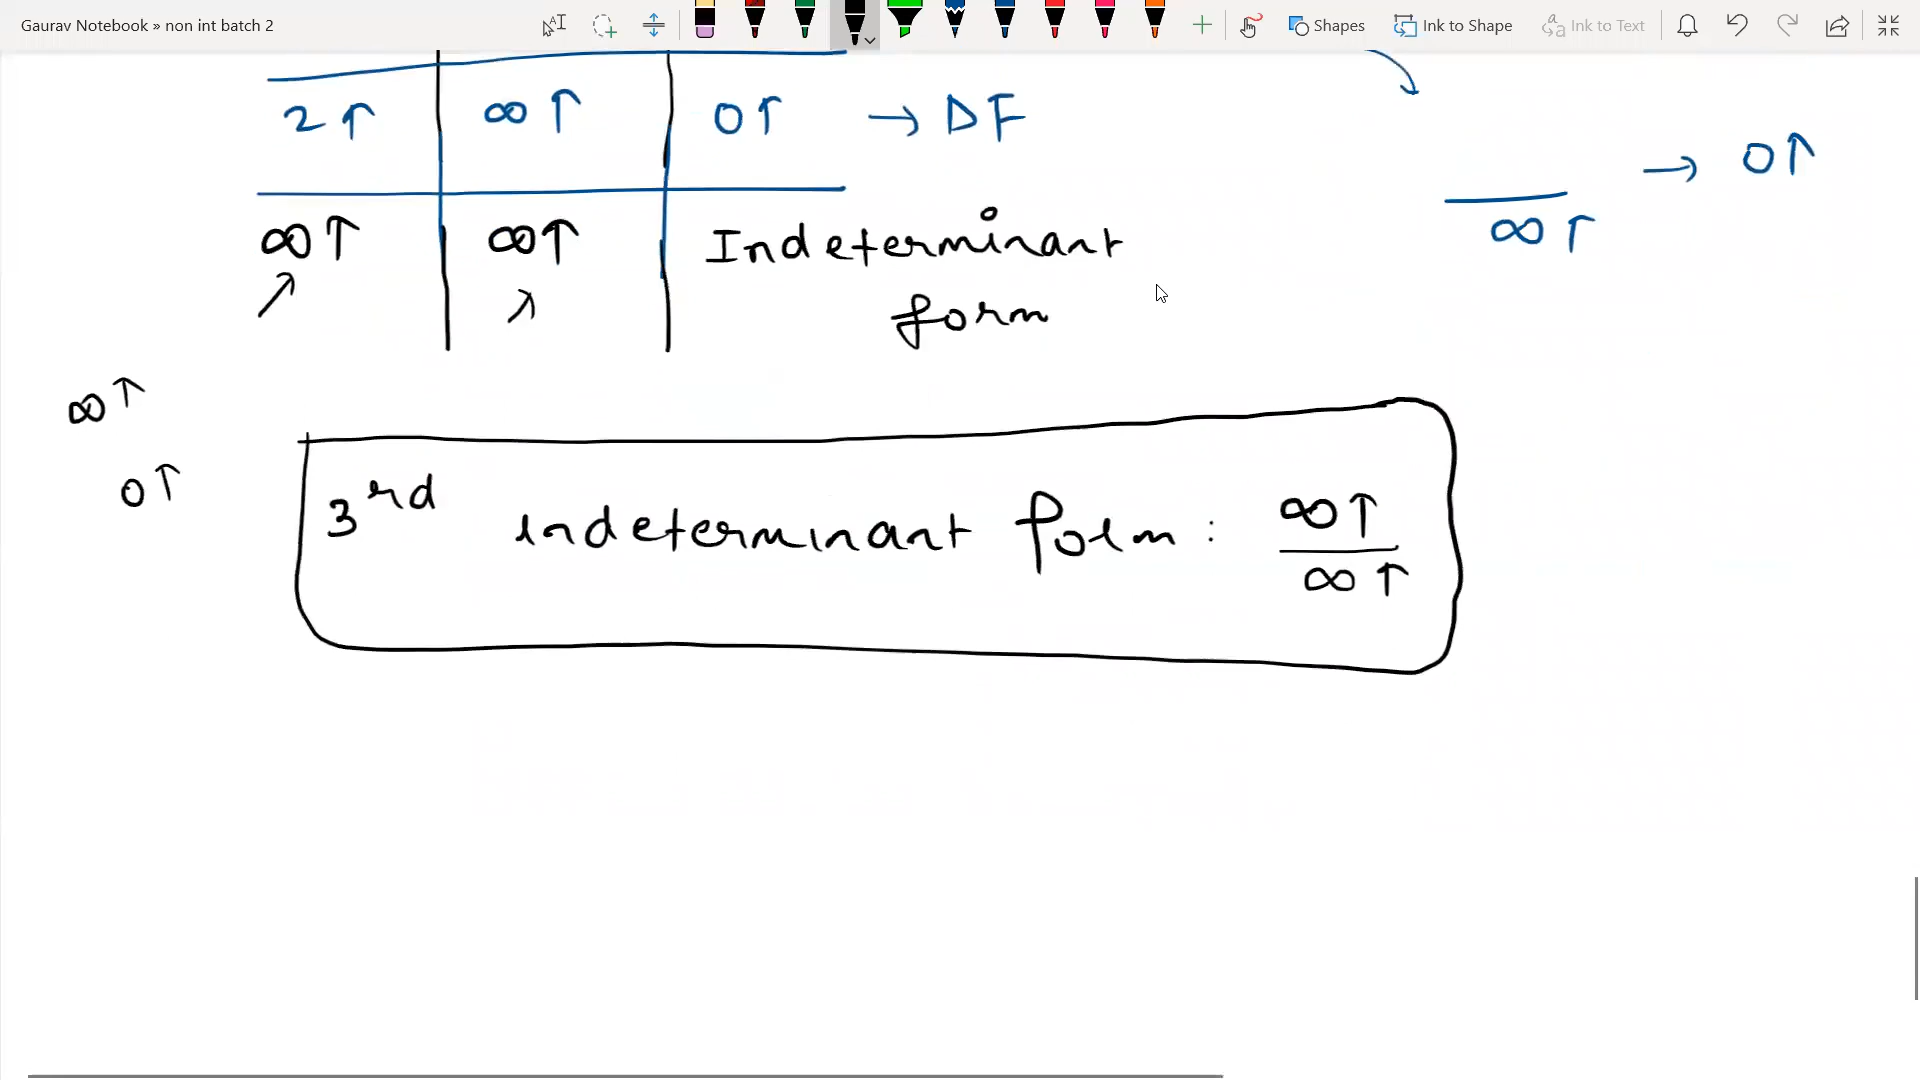 Gaurav Notebook » non int batch 2
Shapes
Ink to Shape
Ink to Text
2↑ ∞↑ 0↑ → DF
→ 0↑
∞↑
∞↑ ∞↑ Indeterminant
form
∞↑
0↑
3rd indeterminant form : ∞↑
∞↑